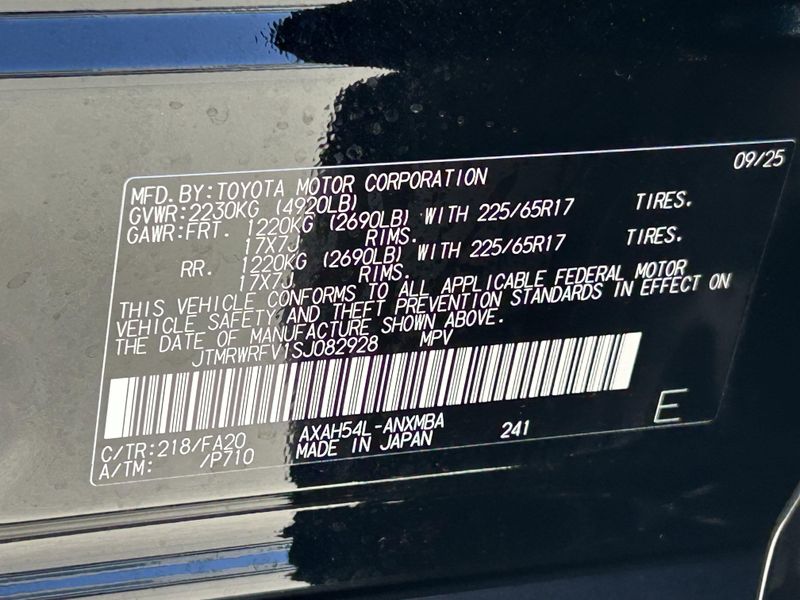 09/25
MFD. BY: TOYOTA MOTOR CORPORATION
GVWR: 2230KG (4920LB)
GAWR: FRT. 1220KG (2690LB) WITH 225/65R17 TIRES.
17X7J RIMS.
RR. 1220KG (2690LB) WITH 225/65R17 TIRES.
17X7J RIMS.
THIS VEHICLE CONFORMS TO ALL APPLICABLE FEDERAL MOTOR
VEHICLE SAFETY AND THEFT PREVENTION STANDARDS IN EFFECT ON
THE DATE OF MANUFACTURE SHOWN ABOVE.
JTMRWRFV1SJ082928 MPV
C/TR: 218/FA20 AXAH54L-ANXMBA 241 E
A/TM: /P710 MADE IN JAPAN